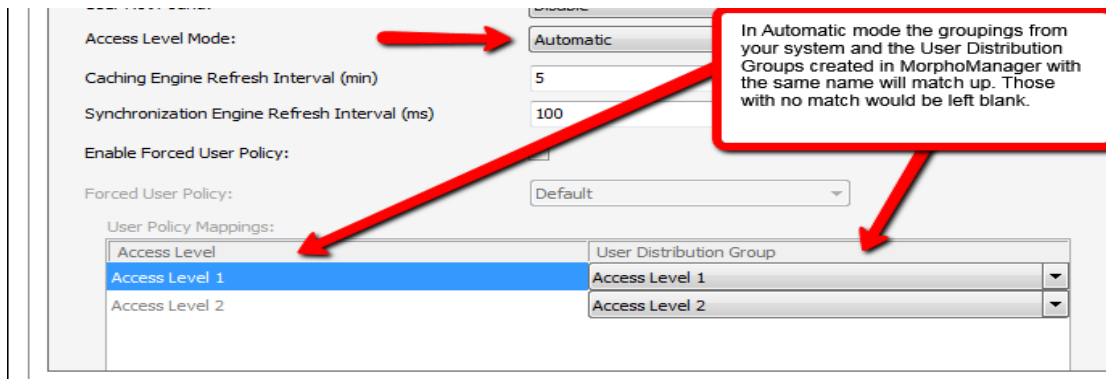 Disable
Access Level Mode:
Automatic
In Automatic mode the groupings from
your system and the User Distribution
Groups created in MorphoManager with
the same name will match up. Those
with no match would be left blank.
Caching Engine Refresh Interval (min)
5
Synchronization Engine Refresh Interval (ms)
100
Enable Forced User Policy:
Forced User Policy:
Default
User Policy Mappings:
Access Level
User Distribution Group
Access Level 1
Access Level 1
Access Level 2
Access Level 2